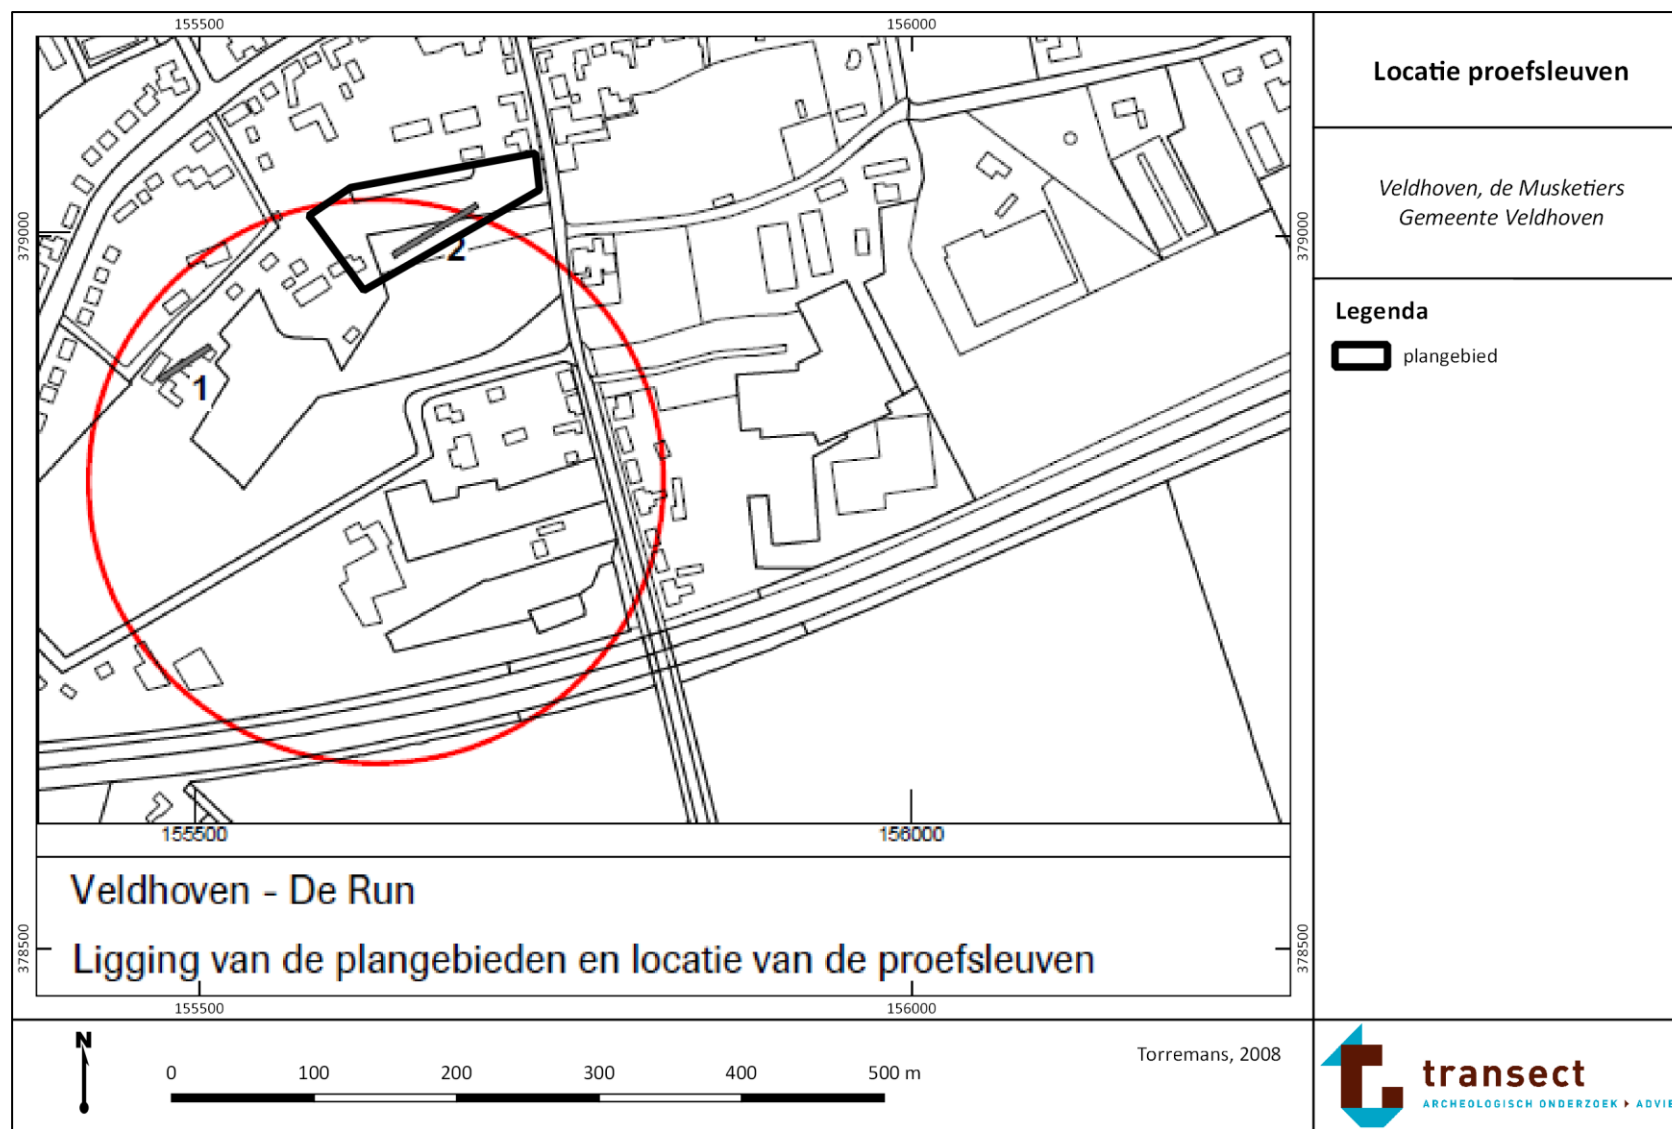 155500
156000
Locatie proefsleuven
Veldhoven, de Musketiers
Gemeente Veldhoven
Legenda
plangebied
379000
379000
2
1
155500
156000
Veldhoven - De Run
Ligging van de plangebieden en locatie van de proefsleuven
378500
378500
155500
156000
N
0 100 200 300 400 500 m
Torremans, 2008
transect
ARCHEOLOGISCH ONDERZOEK ADVIE